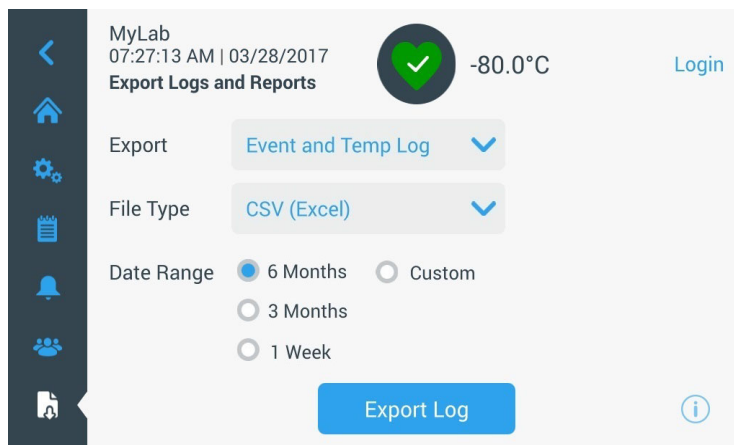 MyLab
07:27:13 AM | 03/28/2017
Export Logs and Reports
-80.0°C
Login
Export
Event and Temp Log
File Type
CSV (Excel)
Date Range
6 Months
Custom
3 Months
1 Week
Export Log
i